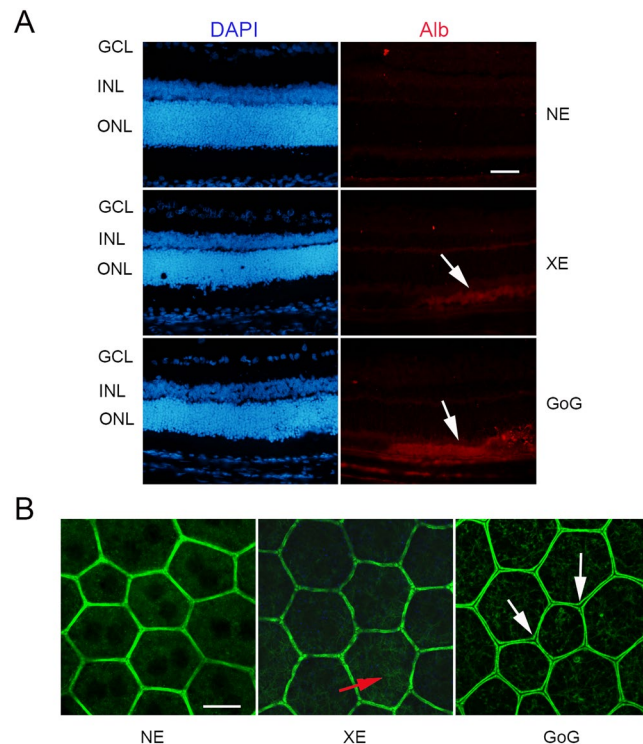 A
DAPI Alb
GCL
INL
ONL
NE
GCL
INL
ONL
XE
GCL
INL
ONL
GoG
B
NE XE GoG